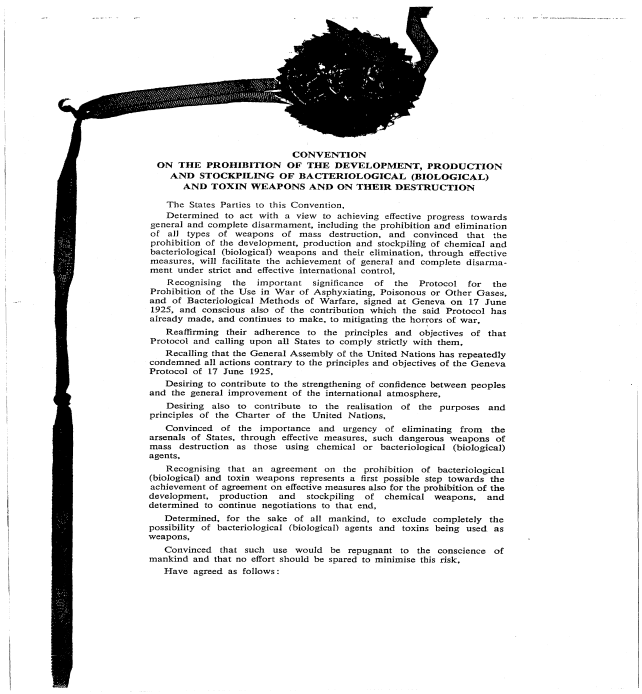 CONVENTION
ON THE PROHIBITION OF THE DEVELOPMENT, PRODUCTION
AND STOCKPILING OF BACTERIOLOGICAL (BIOLOGICAL)
AND TOXIN WEAPONS AND ON THEIR DESTRUCTION
The States Parties to this Convention,
Determined to act with a view to achieving effective progress towards
general and complete disarmament, including the prohibition and elimination
of all types of weapons of mass destruction, and convinced that the
prohibition of the development, production and stockpiling of chemical and
bacteriological (biological) weapons and their elimination, through effective
measures, will facilitate the achievement of general and complete disarma-
ment under strict and effective international control,
Recognising the important significance of the Protocol for the
Prohibition of the Use in War of Asphyxiating, Poisonous or Other Gases,
and of Bacteriological Methods of Warfare, signed at Geneva on 17 June
1925, and conscious also of the contribution which the said Protocol has
already made, and continues to make, to mitigating the horrors of war,
Reaffirming their adherence to the principles and objectives of that
Protocol and calling upon all States to comply strictly with them,
Recalling that the General Assembly of the United Nations has repeatedly
condemned all actions contrary to the principles and objectives of the Geneva
Protocol of 17 June 1925,
Desiring to contribute to the strengthening of confidence between peoples
and the general improvement of the international atmosphere,
Desiring also to contribute to the realisation of the purposes and
principles of the Charter of the United Nations,
Convinced of the importance and urgency of eliminating from the
arsenals of States, through effective measures, such dangerous weapons of
mass destruction as those using chemical or bacteriological (biological)
agents,
Recognising that an agreement on the prohibition of bacteriological
(biological) and toxin weapons represents a first possible step towards the
achievement of agreement on effective measures also for the prohibition of the
development, production and stockpiling of chemical weapons, and
determined to continue negotiations to that end,
Determined, for the sake of all mankind, to exclude completely the
possibility of bacteriological (biological) agents and toxins being used as
weapons,
Convinced that such use would be repugnant to the conscience of
mankind and that no effort should be spared to minimise this risk,
Have agreed as follows: